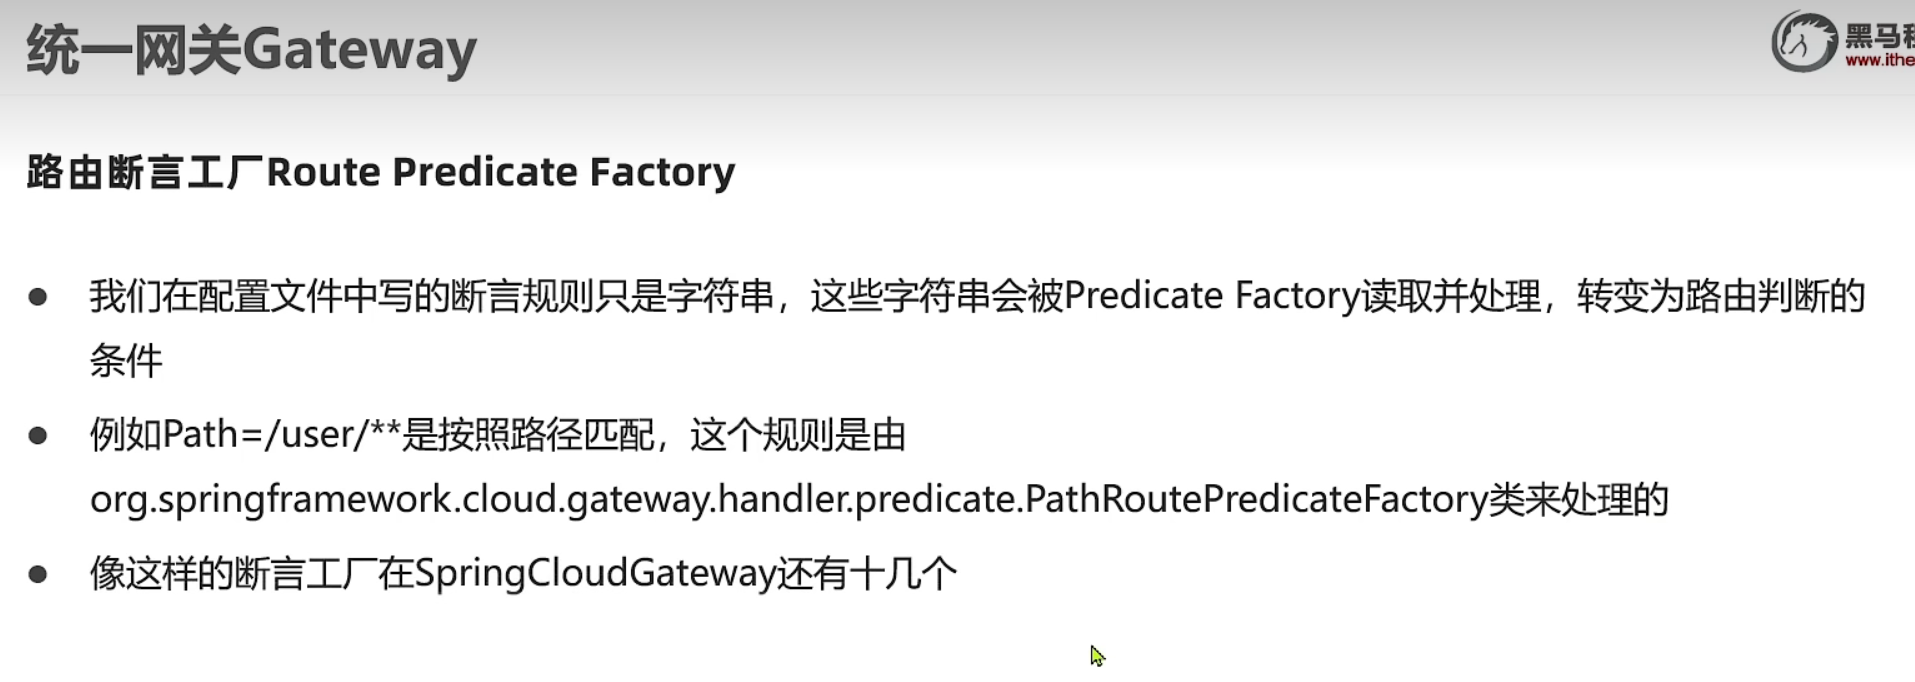 统一网关Gateway
黑马程
www.ithe
路由断言工厂Route Predicate Factory
● 我们在配置文件中写的断言规则只是字符串，这些字符串会被Predicate Factory读取并处理，转变为路由判断的
条件
● 例如Path=/user/**是按照路径匹配，这个规则是由
org.springframework.cloud.gateway.handler.predicate.PathRoutePredicateFactory类来处理的
● 像这样的断言工厂在SpringCloudGateway还有十几个